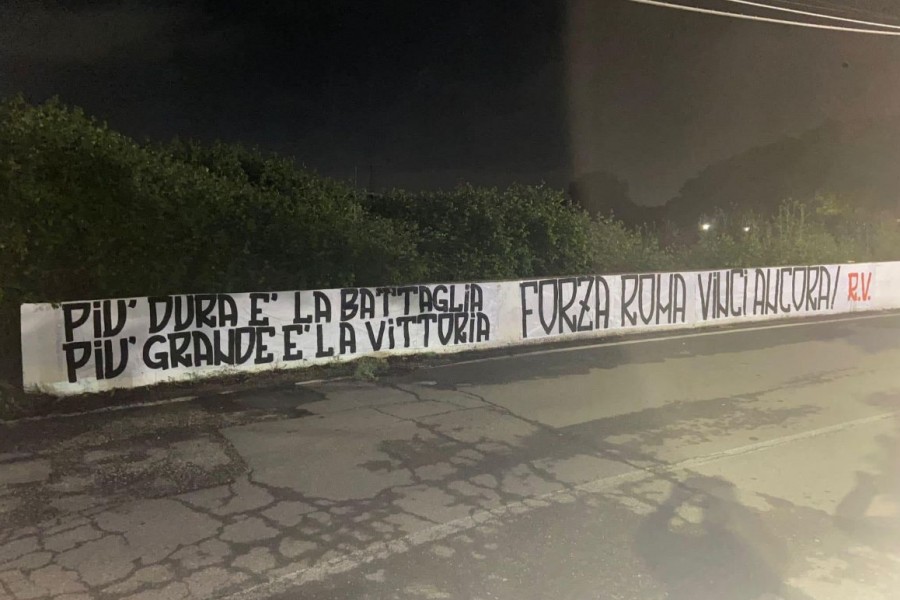 PIU' DURA E' LA BATTAGLIA
PIU' GRANDE E' LA VITTORIA
FORZA ROMA VINCI ANCORA! R.V.